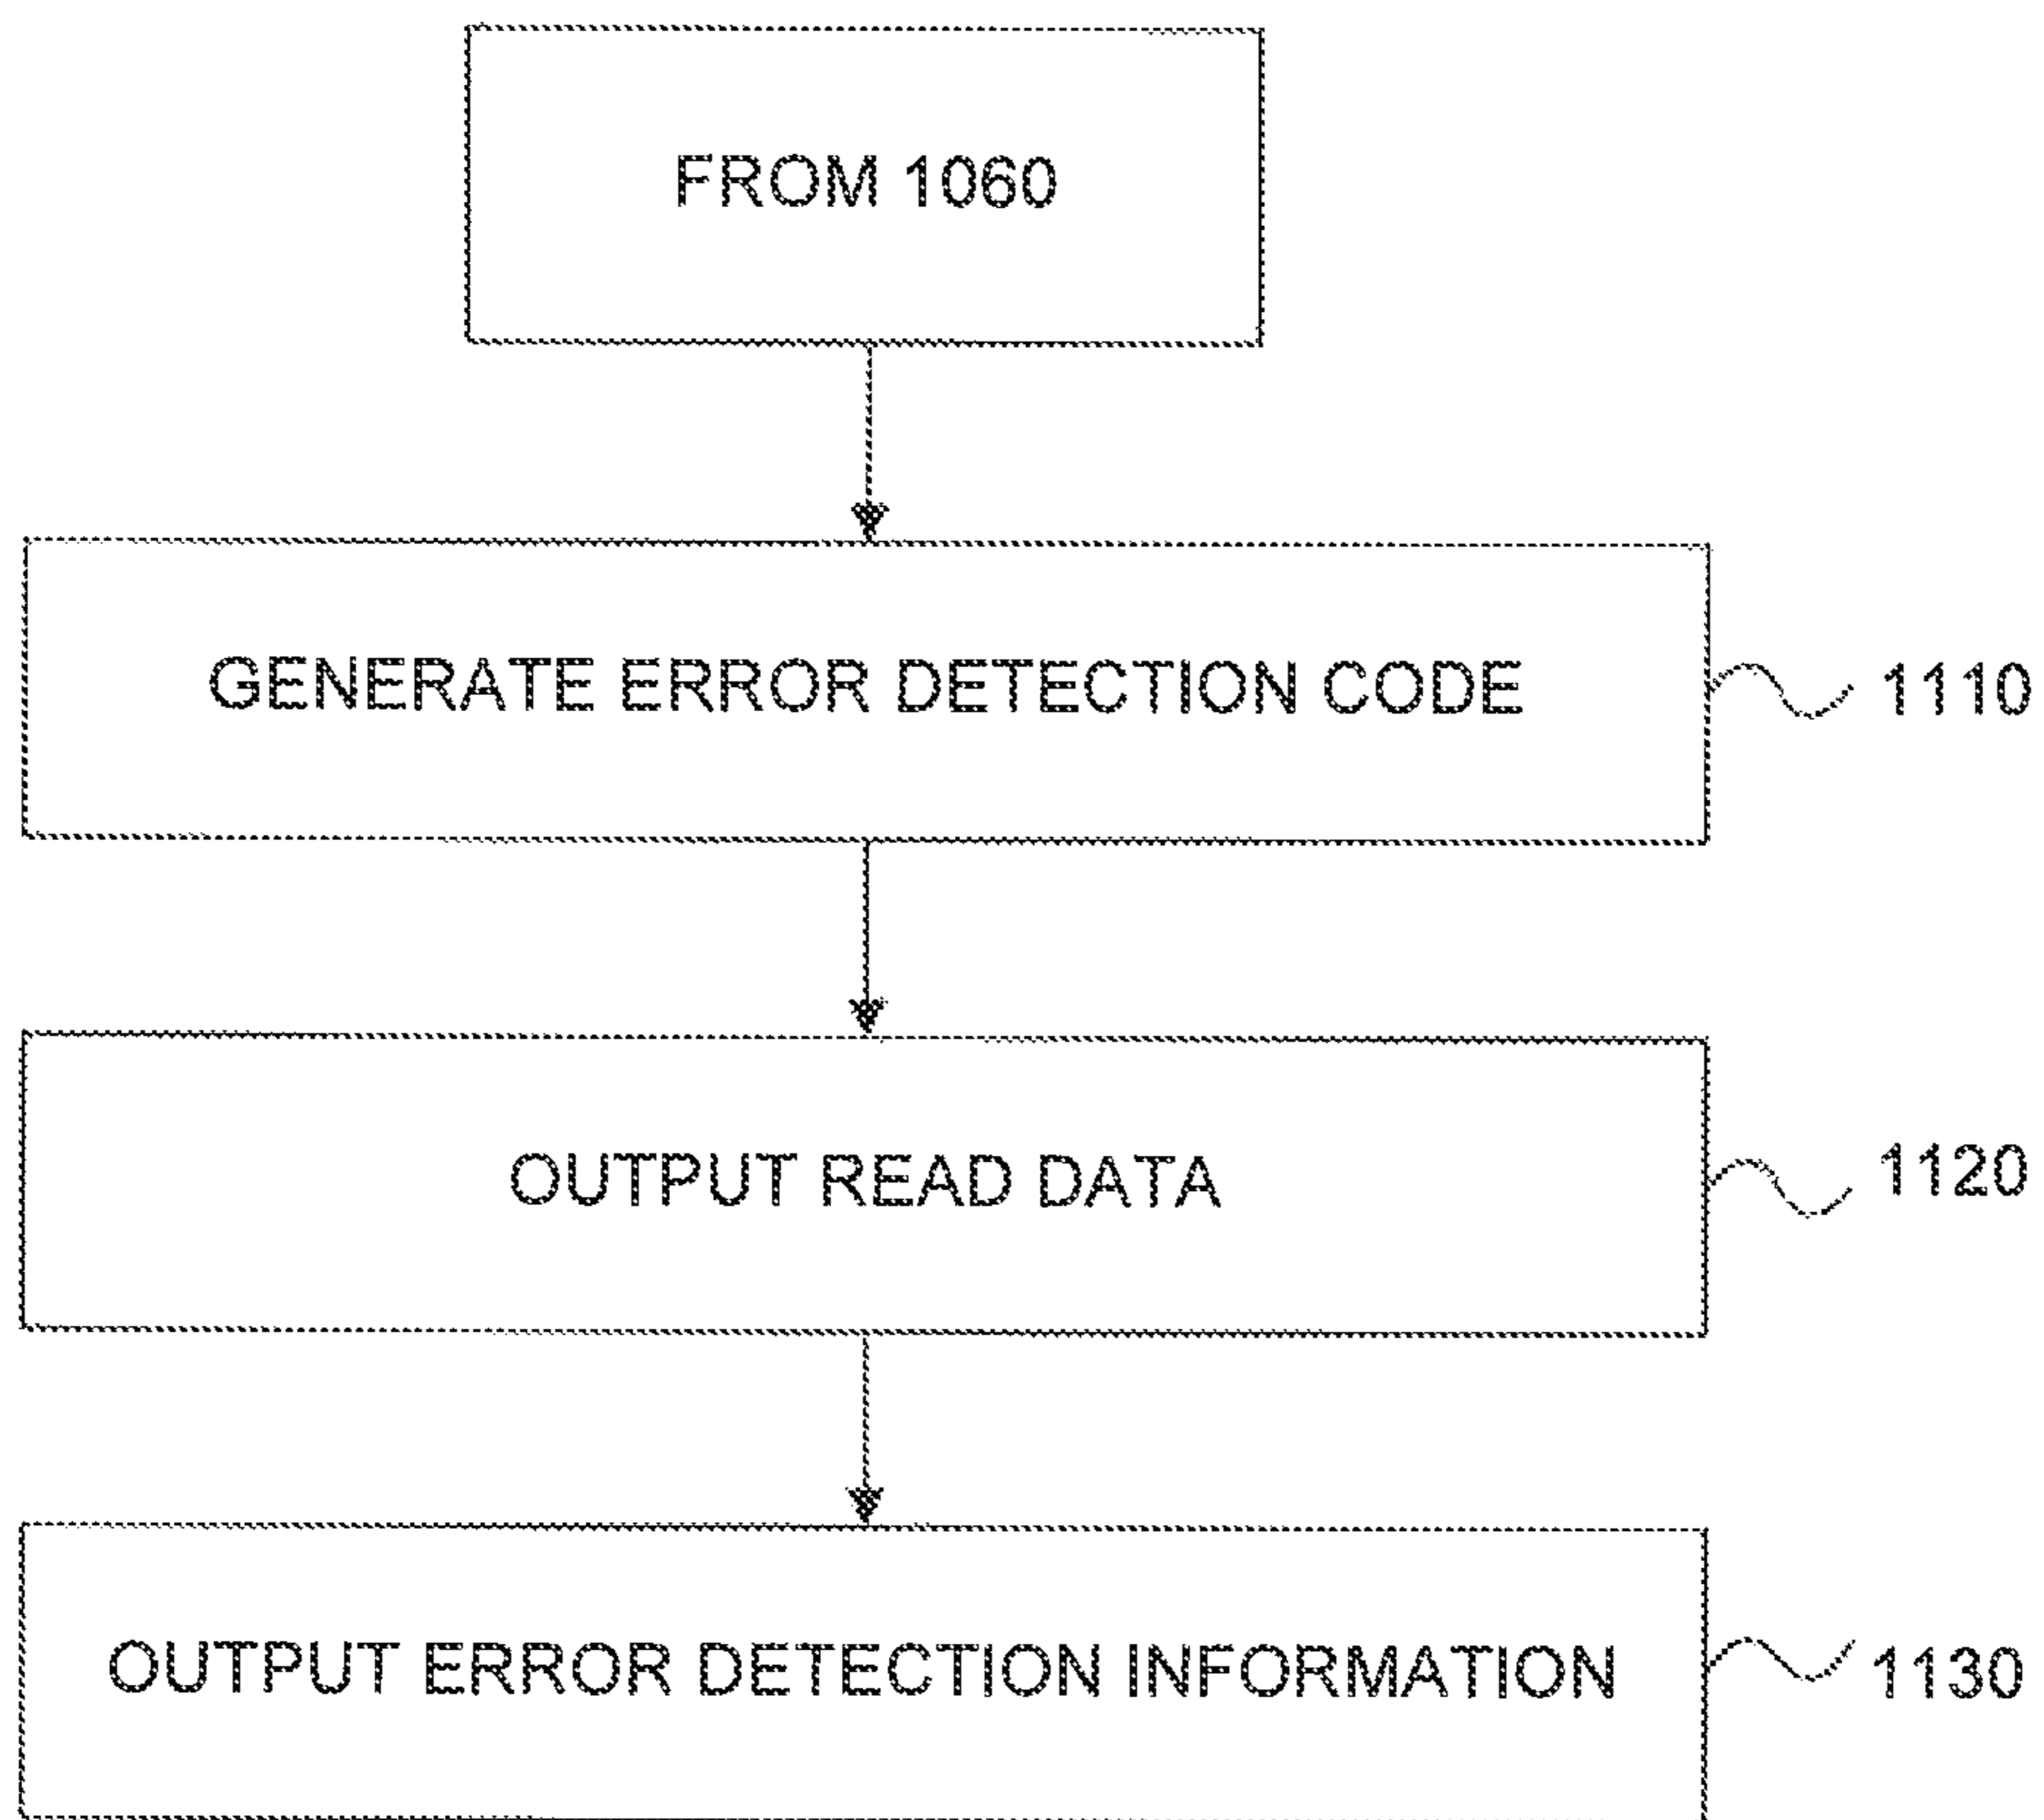 FROM 1060
GENERATE ERROR DETECTION CODE
1110
OUTPUT READ DATA
1120
OUTPUT ERROR DETECTION INFORMATION
1130